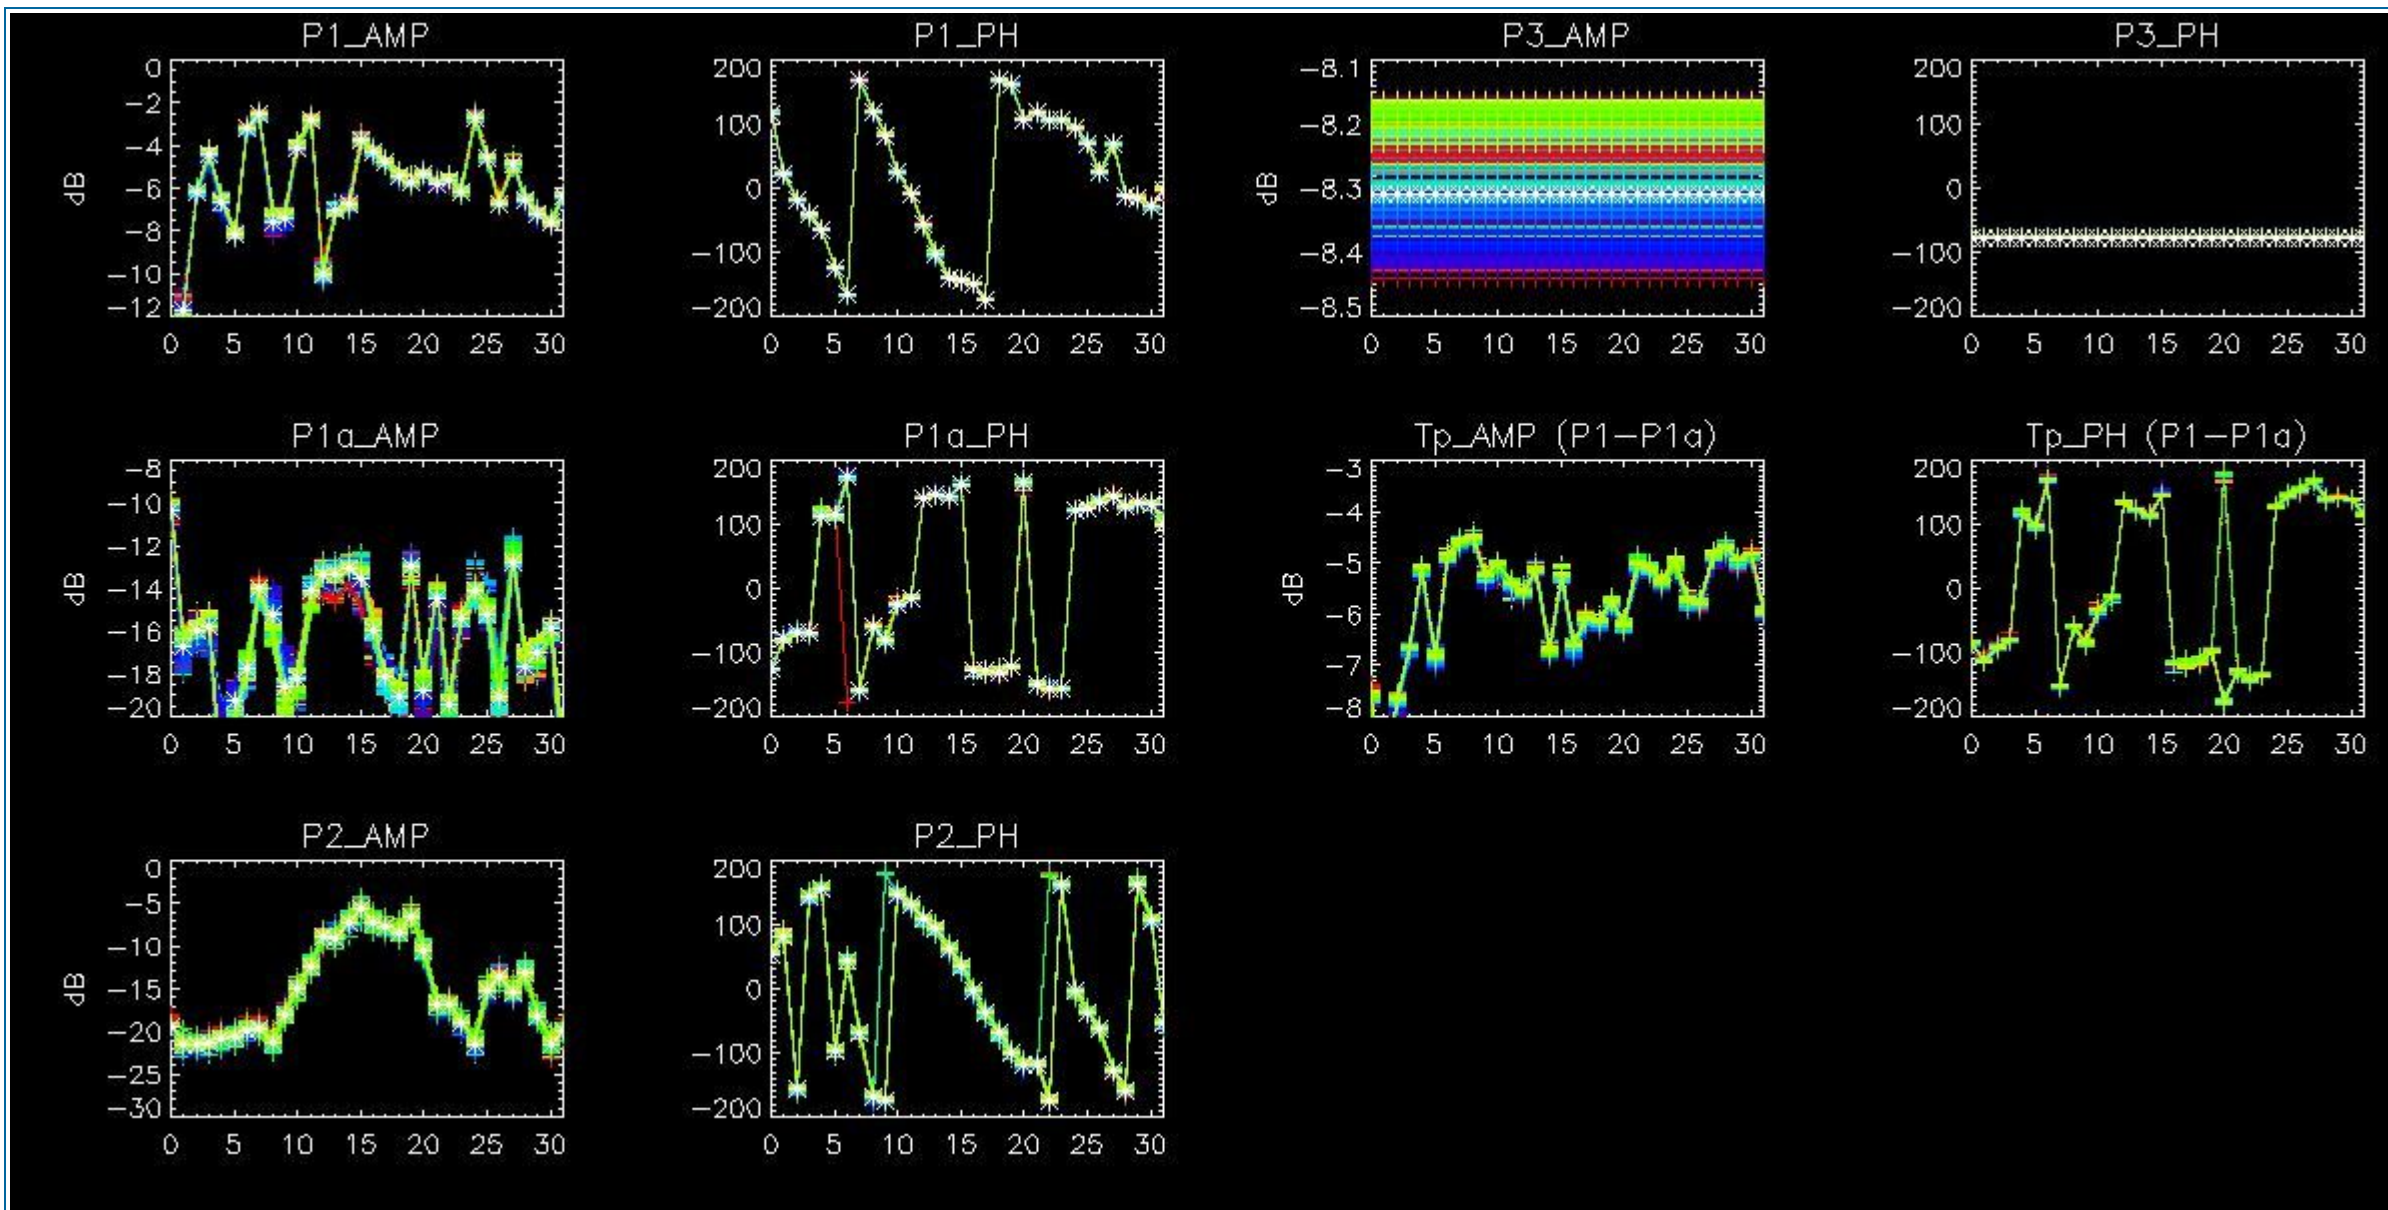 P1_AMP P1_PH P3_AMP P3_PH
0 200 -8.1 200
-2 100 -8.2 100
-4 0 -8.3 0
-6 -100 -8.4 -100
-8 -200 -8.5 -200
-10
-12
dB dB
0 5 10 15 20 25 30 0 5 10 15 20 25 30 0 5 10 15 20 25 30 0 5 10 15 20 25 30
P1a_AMP P1a_PH Tp_AMP (P1-P1a) Tp_PH (P1-P1a)
-8 200 -3 200
-10 100 -4 100
-12 0 -5 0
-14 -100 -6 -100
-16 -200 -7 -200
-18 -8
-20
dB dB
0 5 10 15 20 25 30 0 5 10 15 20 25 30 0 5 10 15 20 25 30 0 5 10 15 20 25 30
P2_AMP P2_PH
0 200
-5 100
-10 0
-15 -100
-20 -200
-25
-30
dB
0 5 10 15 20 25 30 0 5 10 15 20 25 30